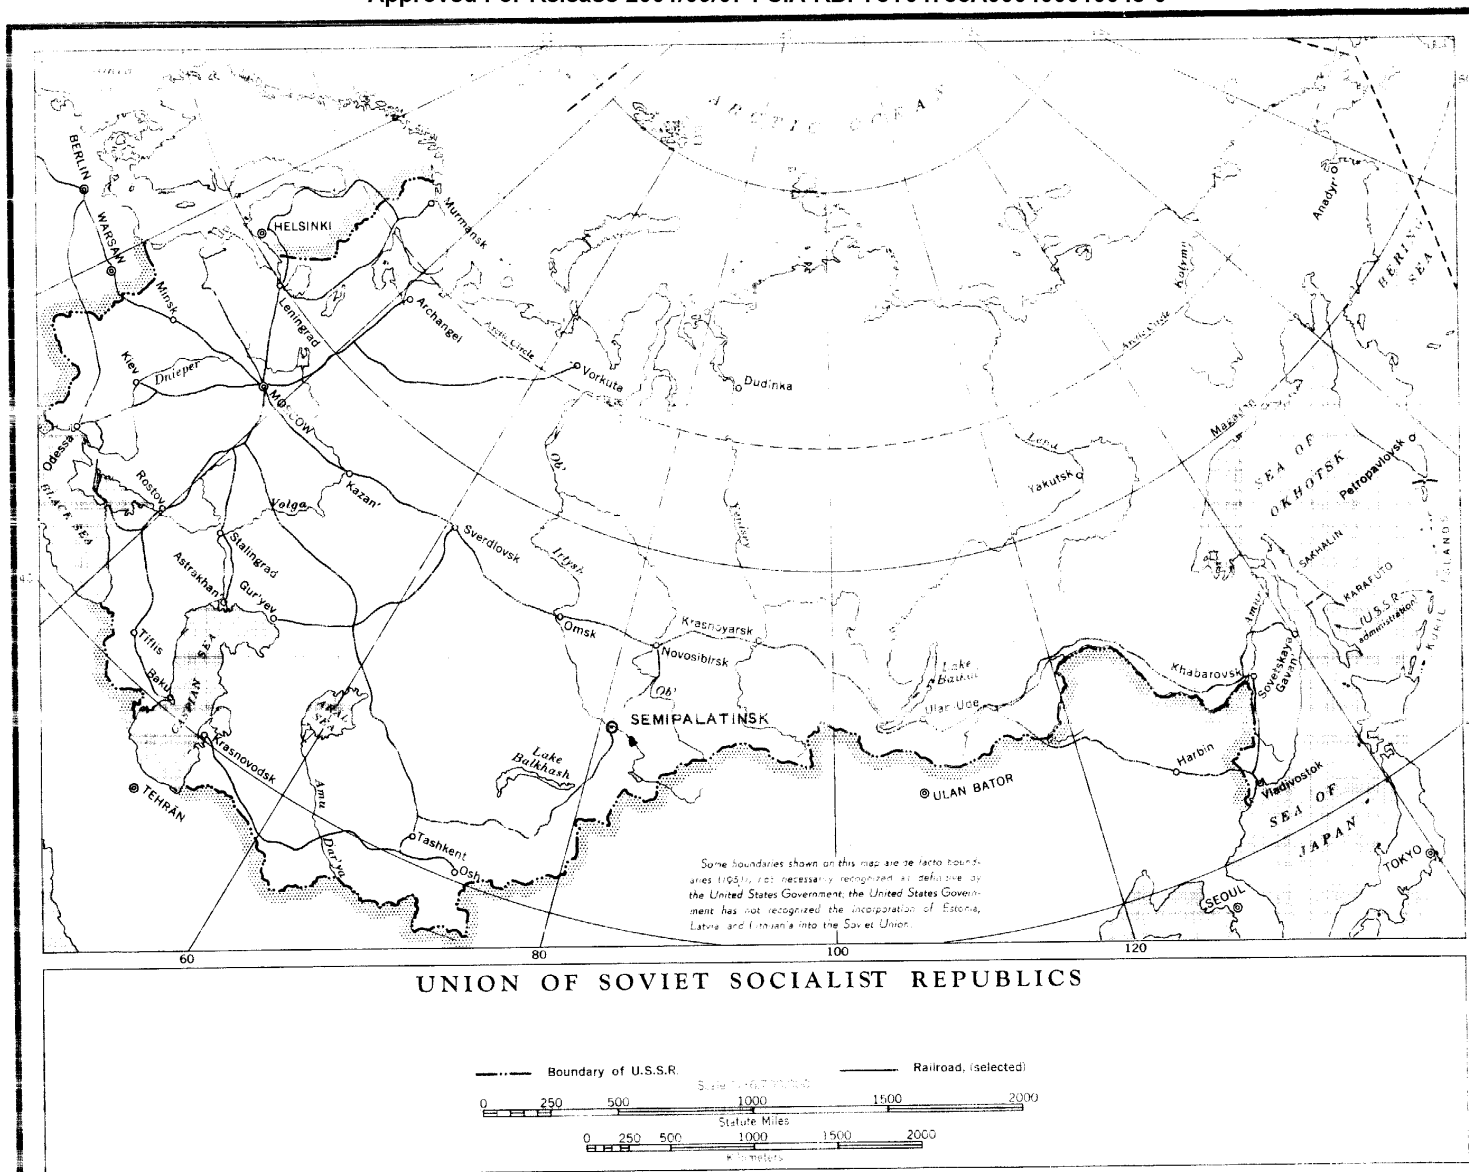 ARCTIC OCEAN
BERLIN
WARSAW
HELSINKI
Murmansk
Minsk
Leningrad
Archangel
Arctic Circle
Kiev
Dnieper
MOSCOW
Vorkuta
Dudinka
Anadyr'
BERING
SEA
Kolyma
Arctic Circle
Odessa
BLACK SEA
Rostov
Volga
Kazan'
Ob'
Yenisey
Lena
Yakutsk
Magadan
SEA OF
OKHOTSK
Petropavlovsk
Stalingrad
Astrakhan'
Gur'yev
Sverdlovsk
Irtysh
SAKHALIN
KARAFUTO
(U.S.S.R.
administration)
KURIL ISLANDS
Amur
Tiflis
Baku
CASPIAN SEA
Omsk
Krasnoyarsk
Novosibirsk
Ob'
Lake
Baikal
Ulan-Ude
Khabarovsk
Sovetskaya
Gavan'
ARAL
SEA
SEMIPALATINSK
Krasnovodsk
Lake
Balkhash
TEHRĀN
Amu
Dar'ya
ULAN BATOR
Harbin
Vladivostok
SEA OF
JAPAN
Tashkent
Osh
TOKYO
SEOUL
Some boundaries shown on this map are de facto bound-
aries (1951), not necessarily recognized as definitive by
the United States Government; the United States Govern-
ment has not recognized the incorporation of Estonia,
Latvia and Lithuania into the Soviet Union.
60 80 100 120
UNION OF SOVIET SOCIALIST REPUBLICS
Boundary of U.S.S.R. Railroad, (selected)
0 250 500 1000 1500 2000
Statute Miles
0 250 500 1000 1500 2000
Kilometers